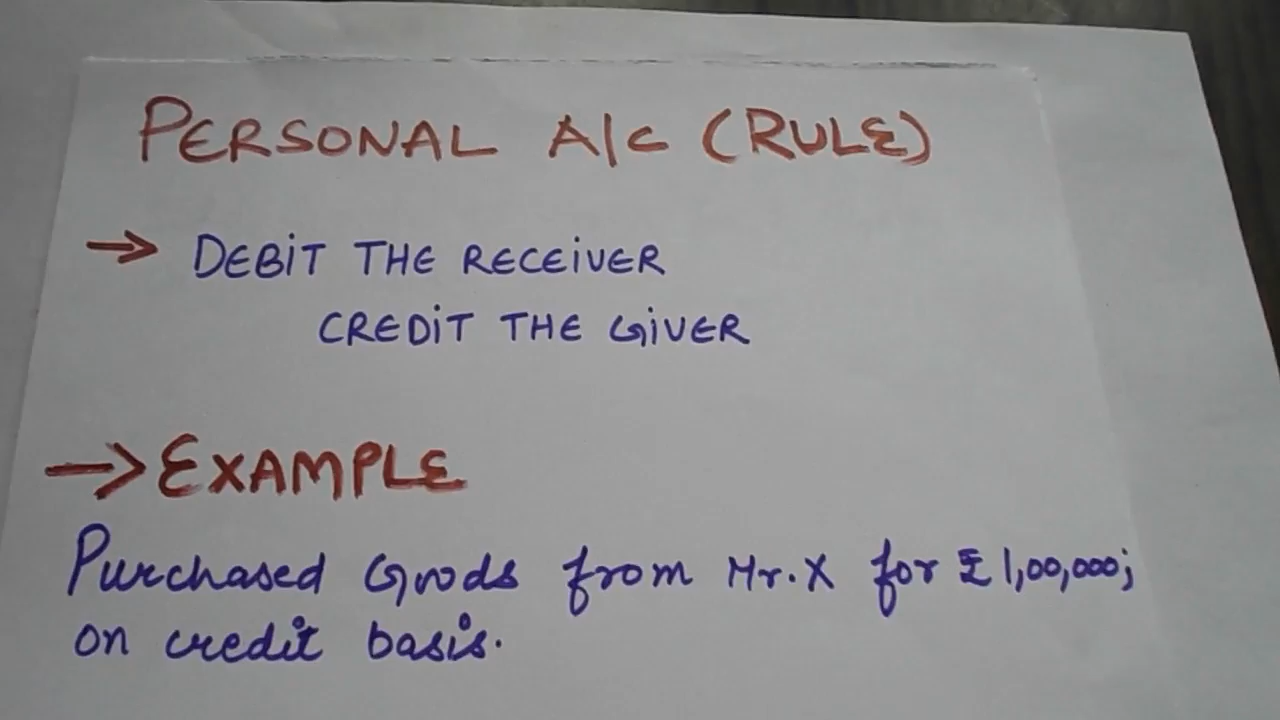 PERSONAL A/C (RULE)
→ DEBIT THE RECEIVER
CREDIT THE GIVER
→ EXAMPLE
Purchased Goods from Mr. X for ₹ 1,00,000;
on credit basis.